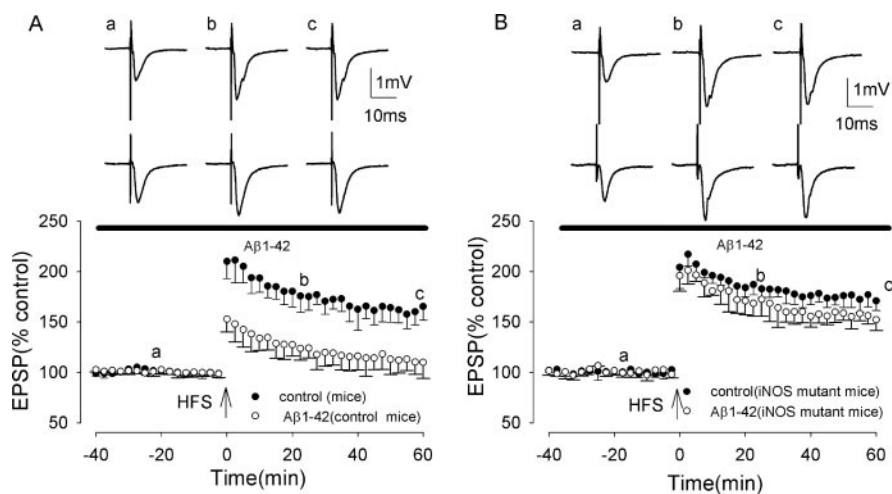 A
a b c
1mV
10ms
250
200
150
100
50
EPSP(% control)
Aβ1-42
b
c
a
HFS
control (mice)
Aβ1-42(control mice)
-40 -20 0 20 40 60
Time(min)
B
a b c
1mV
10ms
250
200
150
100
50
EPSP(% control)
Aβ1-42
b
c
a
HFS
control(iNOS mutant mice)
Aβ1-42(iNOS mutant mice)
-40 -20 0 20 40 60
Time(min)